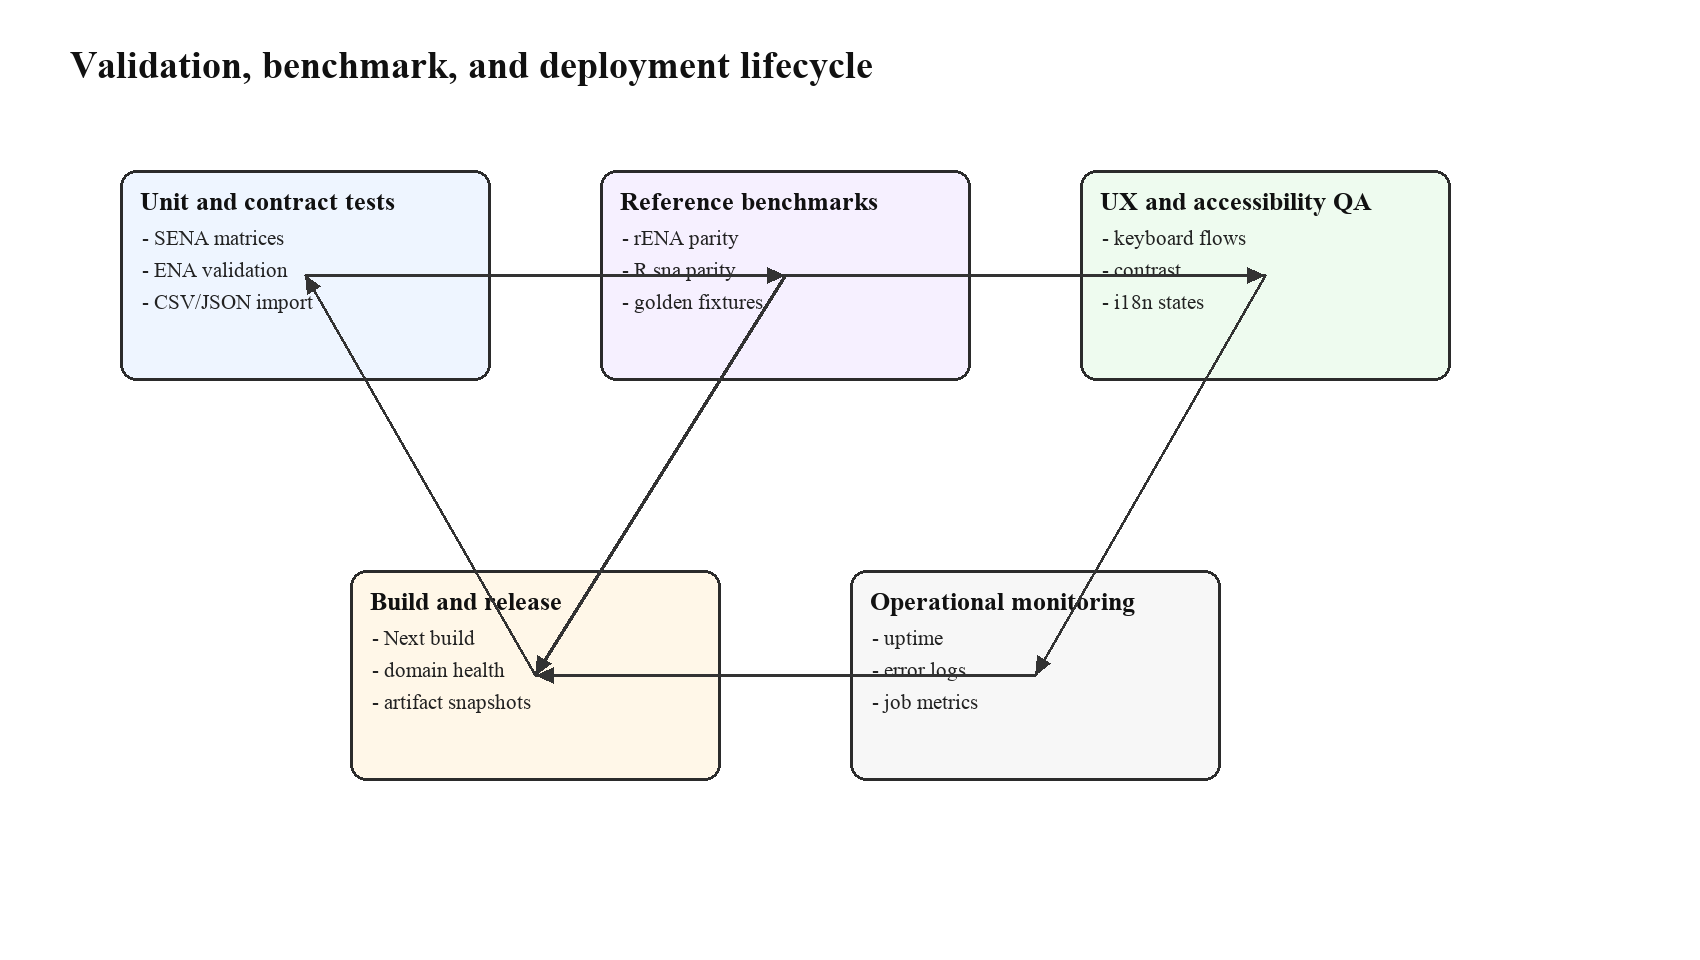 Validation, benchmark, and deployment lifecycle
Unit and contract tests
- SENA matrices
- ENA validation
- CSV/JSON import
Reference benchmarks
- rENA parity
- R sna parity
- golden fixtures
UX and accessibility QA
- keyboard flows
- contrast
- i18n states
Build and release
- Next build
- domain health
- artifact snapshots
Operational monitoring
- uptime
- error logs
- job metrics